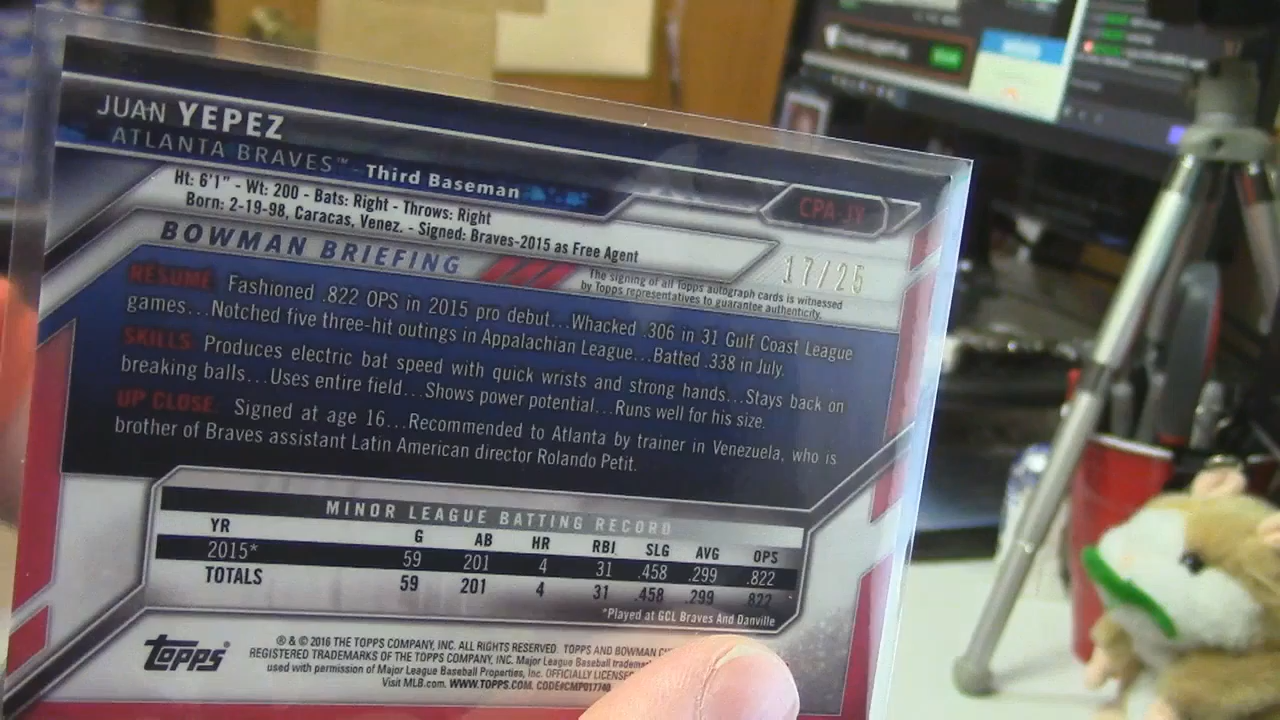 JUAN YEPEZ
ATLANTA BRAVES™ - Third Baseman
Ht: 6'1" - Wt: 200 - Bats: Right - Throws: Right
Born: 2-19-98, Caracas, Venez. - Signed: Braves-2015 as Free Agent
CPA-JY
17/25
BOWMAN BRIEFING
The signing of all Topps autograph cards is witnessed
by Topps representatives to guarantee authenticity.
RÉSUMÉ: Fashioned .822 OPS in 2015 pro debut...Whacked .306 in 31 Gulf Coast League
games...Notched five three-hit outings in Appalachian League...Batted .338 in July.
SKILLS: Produces electric bat speed with quick wrists and strong hands...Stays back on
breaking balls...Uses entire field...Shows power potential...Runs well for his size.
UP CLOSE: Signed at age 16...Recommended to Atlanta by trainer in Venezuela, who is
brother of Braves assistant Latin American director Rolando Petit.
MINOR LEAGUE BATTING RECORD
YR G AB HR RBI SLG AVG OPS
2015* 59 201 4 31 .458 .299 .822
TOTALS 59 201 4 31 .458 .299 .822
*Played at GCL Braves And Danville
Topps®
® & © 2016 THE TOPPS COMPANY, INC. ALL RIGHTS RESERVED. TOPPS AND BOWMAN
REGISTERED TRADEMARKS OF THE TOPPS COMPANY, INC. Major League Baseball
used with permission of Major League Baseball Properties, Inc. OFFICIALLY
Visit MLB.com. WWW.TOPPS.COM. CODE#CMP017740